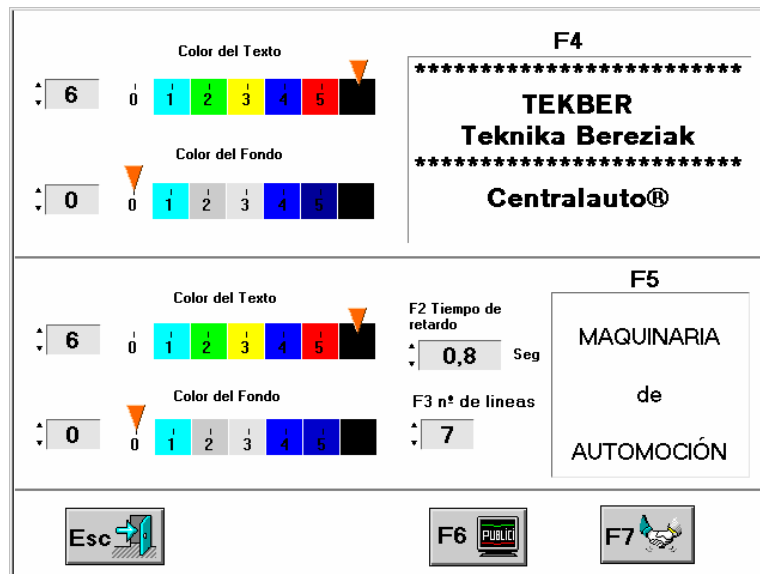 Color del Texto
6
0 1 2 3 4 5
Color del Fondo
0
0 1 2 3 4 5
F4
*************************
TEKBER
Teknika Bereziak
*************************
Centralauto®
Color del Texto
6
0 1 2 3 4 5
Color del Fondo
0
0 1 2 3 4 5
F2 Tiempo de
retardo
0,8 Seg
F3 nº de lineas
7
F5
MAQUINARIA
de
AUTOMOCIÓN
Esc
F6 PUBLICI
F7